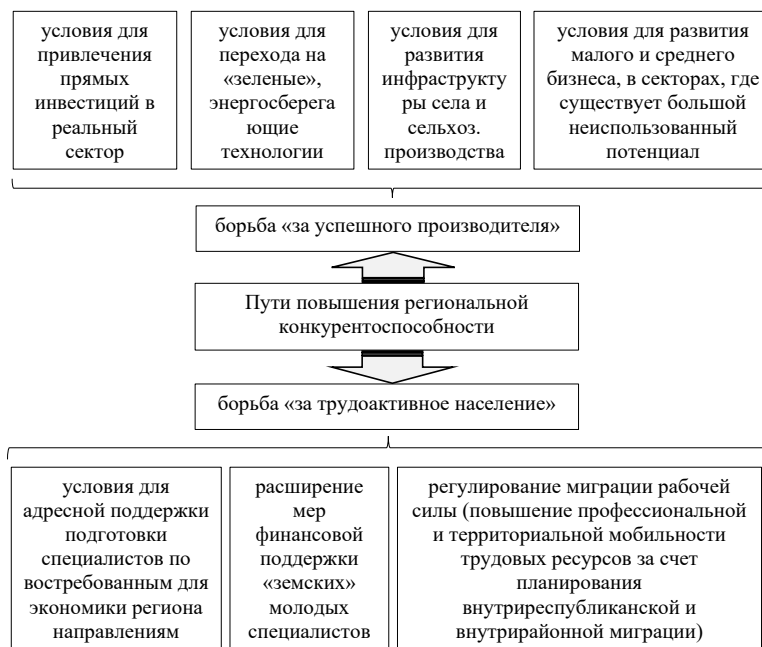 условия для
привлечения
прямых
инвестиций в
реальный
сектор
условия для
перехода на
«зеленые»,
энергосберега
ющие
технологии
условия для
развития
инфраструкту
ры села и
сельхоз.
производства
условия для развития
малого и среднего
бизнеса, в секторах, где
существует большой
неиспользованный
потенциал
борьба «за успешного производителя»
Пути повышения региональной
конкурентоспособности
борьба «за трудоактивное население»
условия для
адресной поддержки
подготовки
специалистов по
востребованным для
экономики региона
направлениям
расширение
мер
финансовой
поддержки
«земских»
молодых
специалистов
регулирование миграции рабочей
силы (повышение профессиональной
и территориальной мобильности
трудовых ресурсов за счет
планирования
внутриреспубликанской и
внутрирайонной миграции)